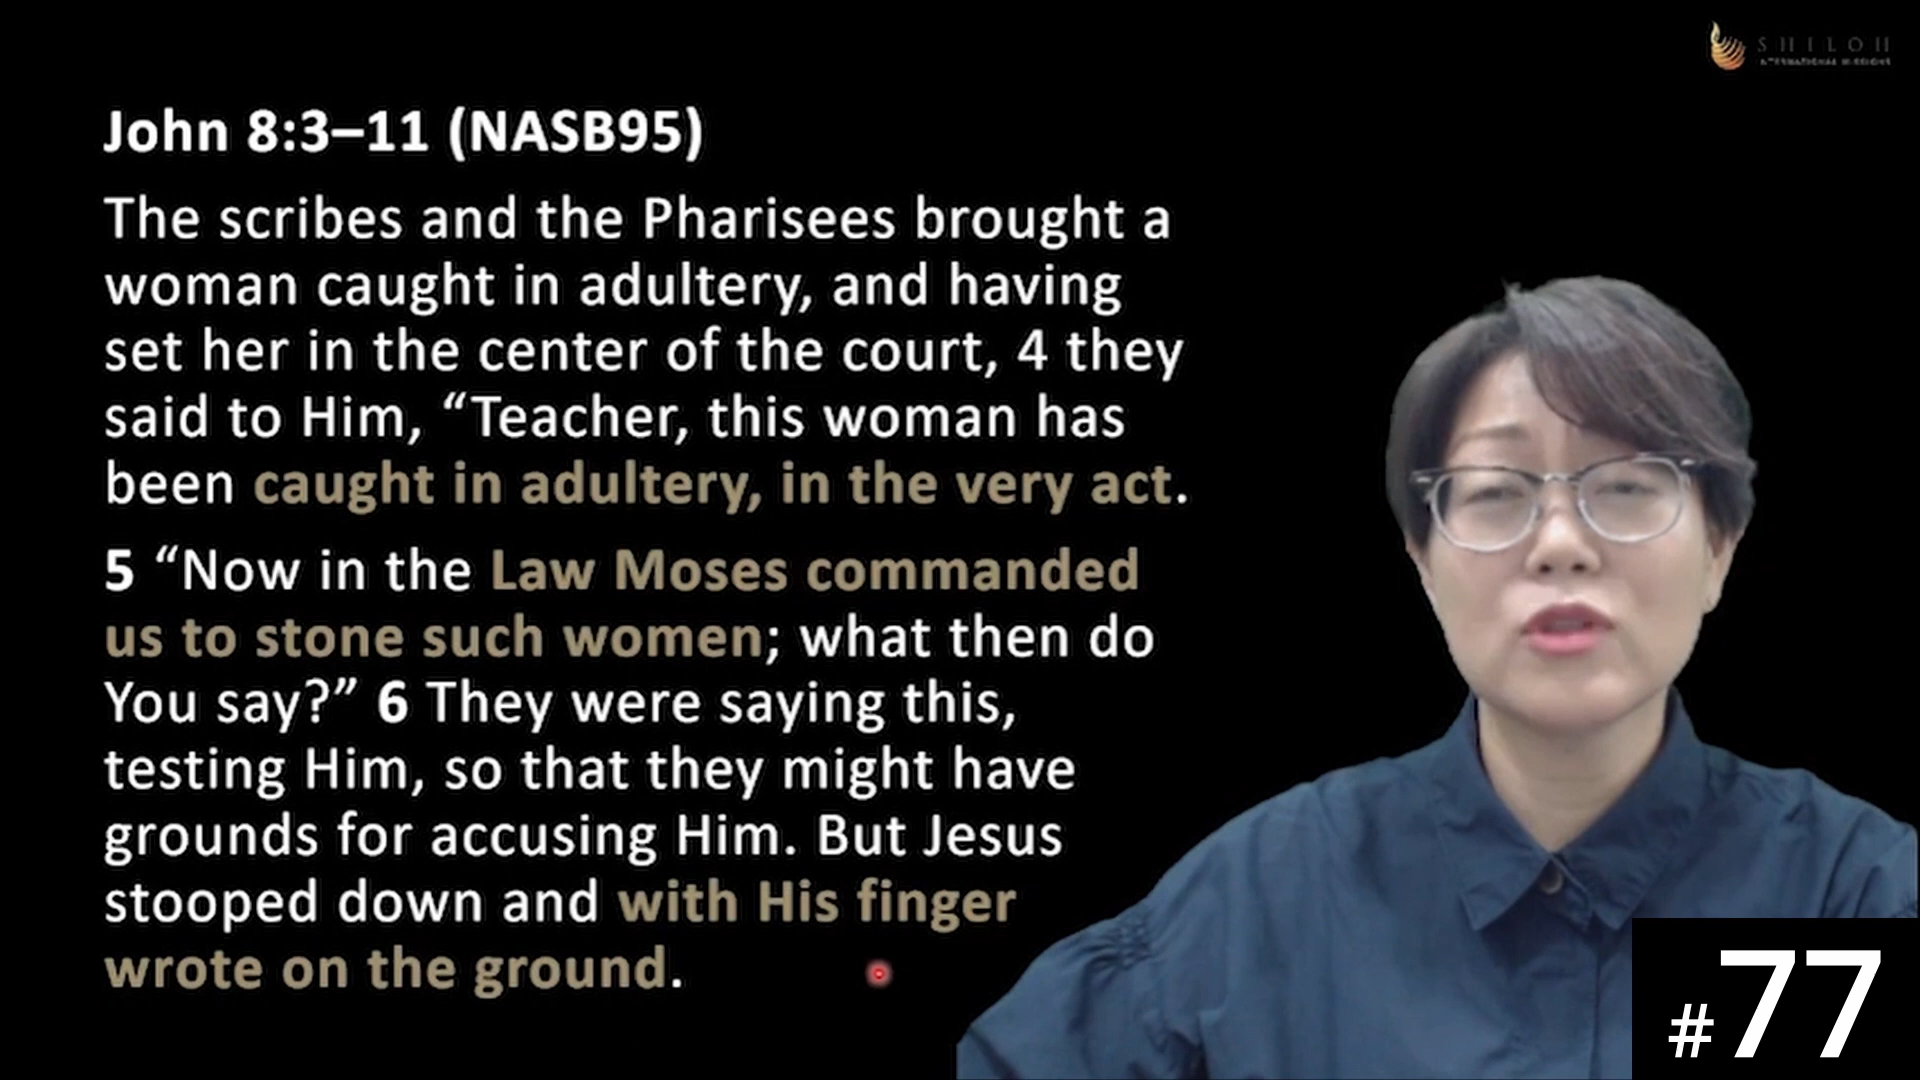 SHILOH
INTERNATIONAL MISSIONS
John 8:3–11 (NASB95)
The scribes and the Pharisees brought a
woman caught in adultery, and having
set her in the center of the court, 4 they
said to Him, “Teacher, this woman has
been caught in adultery, in the very act.
5 “Now in the Law Moses commanded
us to stone such women; what then do
You say?” 6 They were saying this,
testing Him, so that they might have
grounds for accusing Him. But Jesus
stooped down and with His finger
wrote on the ground.
#77